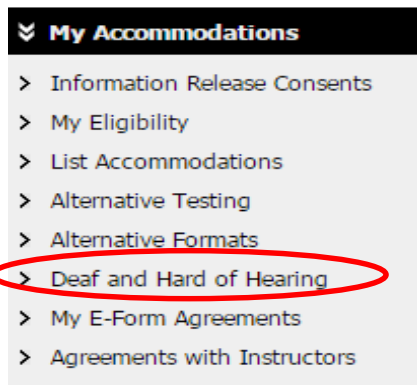 My Accommodations
> Information Release Consents
> My Eligibility
> List Accommodations
> Alternative Testing
> Alternative Formats
> Deaf and Hard of Hearing
> My E-Form Agreements
> Agreements with Instructors